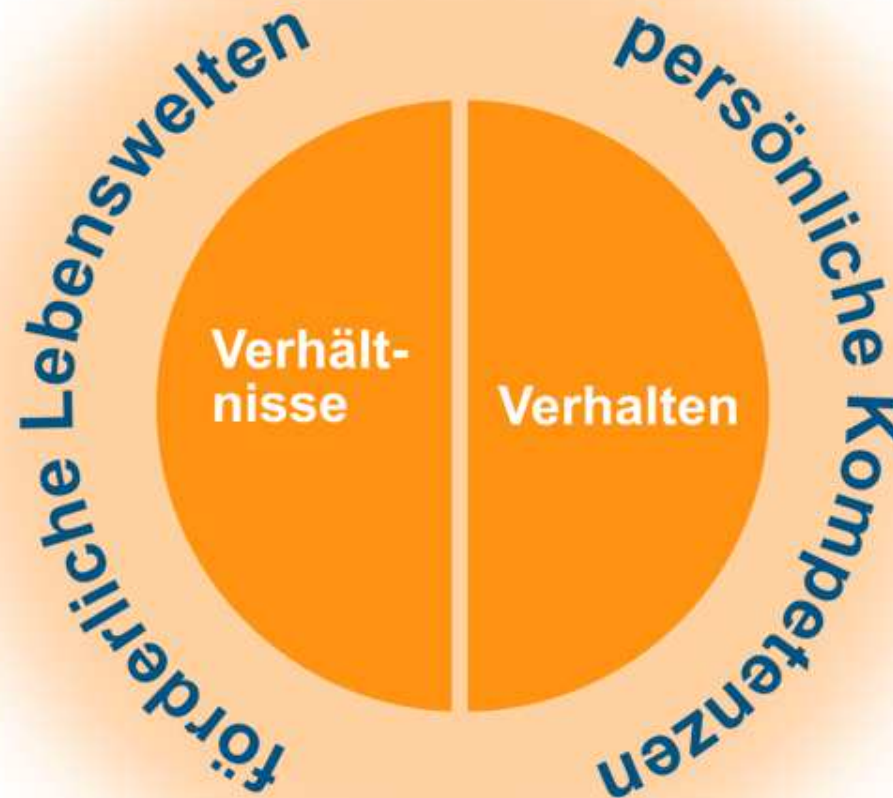 förderliche Lebenswelten
persönliche Kompetenzen
Verhält-
nisse
Verhalten